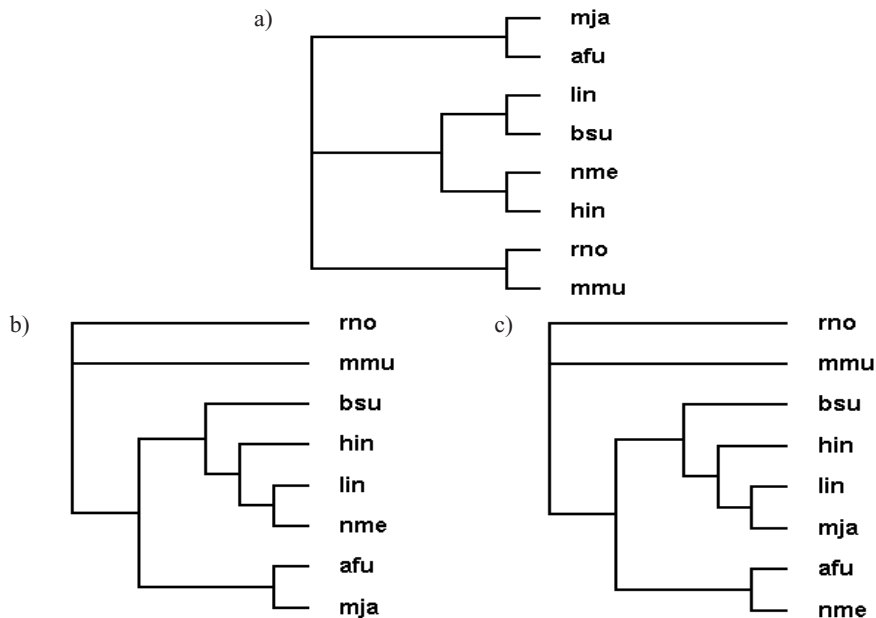 a)
mja
afu
lin
bsu
nme
hin
rno
mmu
b)
rno
mmu
bsu
hin
lin
nme
afu
mja
c)
rno
mmu
bsu
hin
lin
mja
afu
nme